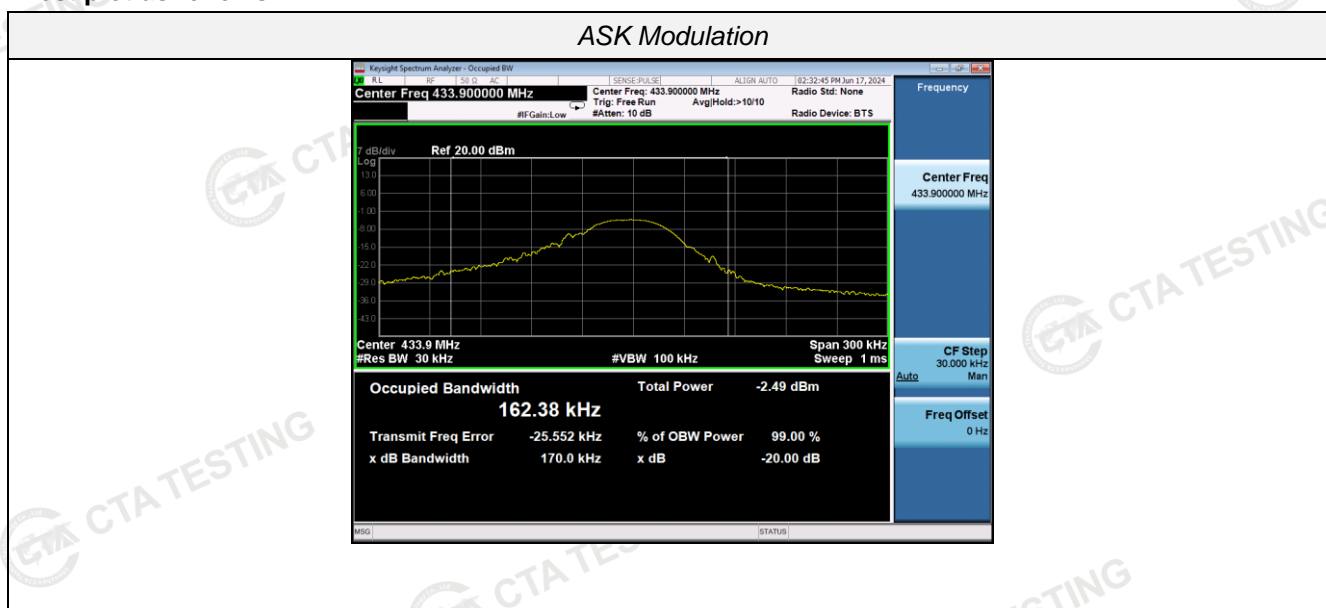 ASK Modulation
Keysight Spectrum Analyzer - Occupied BW
RL RF 50 Ω AC SENSE:PULSE ALIGN AUTO 02:32:45 PM Jun 17, 2024
Center Freq 433.900000 MHz
Center Freq: 433.900000 MHz
Radio Std: None
Trig: Free Run Avg|Hold:>10/10
#IFGain:Low
#Atten: 10 dB
Radio Device: BTS
Frequency
7 dB/div Ref 20.00 dBm
Log
13.0
6.00
-1.00
-8.00
-15.0
-22.0
-29.0
-36.0
-43.0
Center Freq
433.900000 MHz
Center 433.9 MHz
Span 300 kHz
#Res BW 30 kHz
#VBW 100 kHz
Sweep 1 ms
CF Step
30.000 kHz
Auto Man
Occupied Bandwidth
Total Power -2.49 dBm
162.38 kHz
Freq Offset
0 Hz
Transmit Freq Error -25.552 kHz
% of OBW Power 99.00 %
x dB Bandwidth 170.0 kHz
x dB -20.00 dB
MSG
STATUS
CTA TESTING
CTA TESTING
CTA
CTA TES
STING